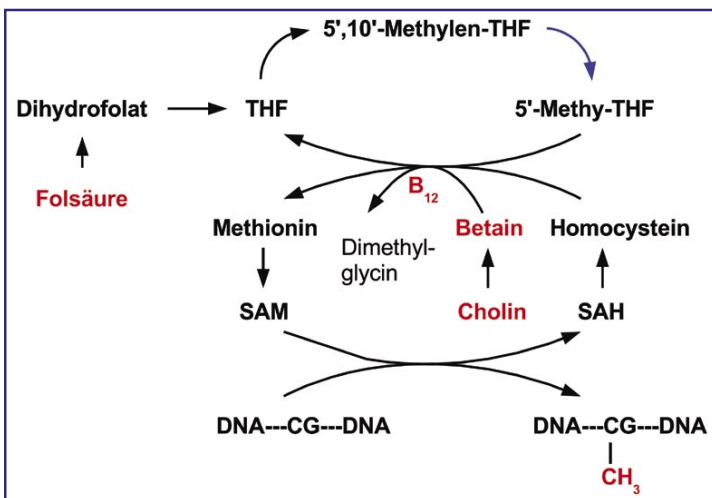 5',10'-Methylen-THF
Dihydrofolat
THF
5'-Methy-THF
Folsäure
B12
Methionin
Dimethyl-
glycin
Betain
Homocystein
SAM
Cholin
SAH
DNA---CG---DNA
DNA---CG---DNA
CH3